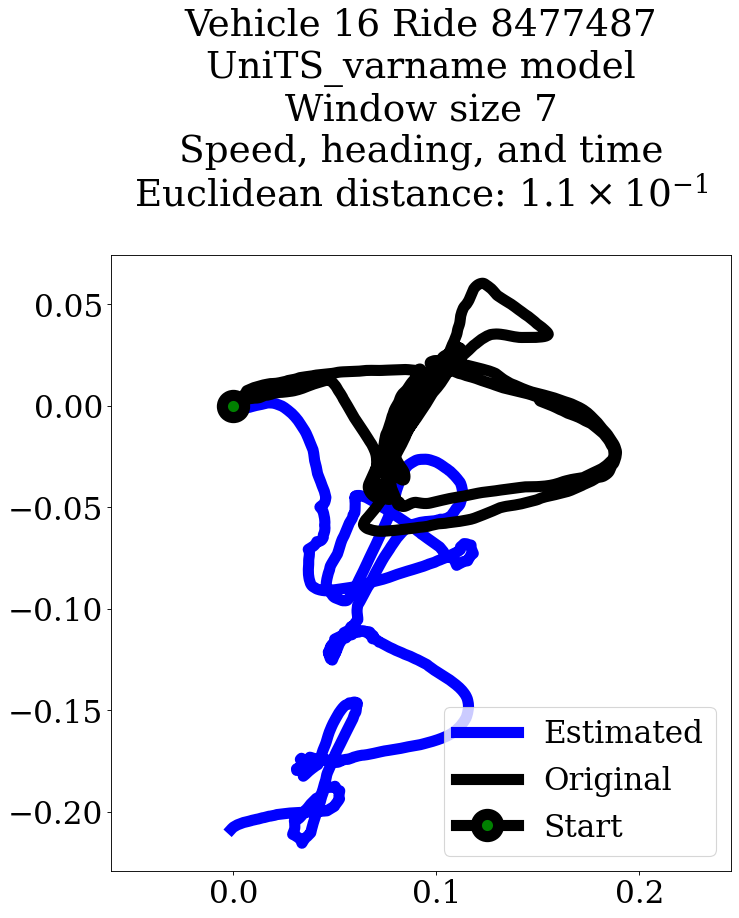 Vehicle 16 Ride 8477487
UniTS_varname model
Window size 7
Speed, heading, and time
Euclidean distance: 1.1 × 10⁻¹
0.05
0.00
−0.05
−0.10
−0.15
−0.20
0.0
0.1
0.2
Estimated
Original
Start